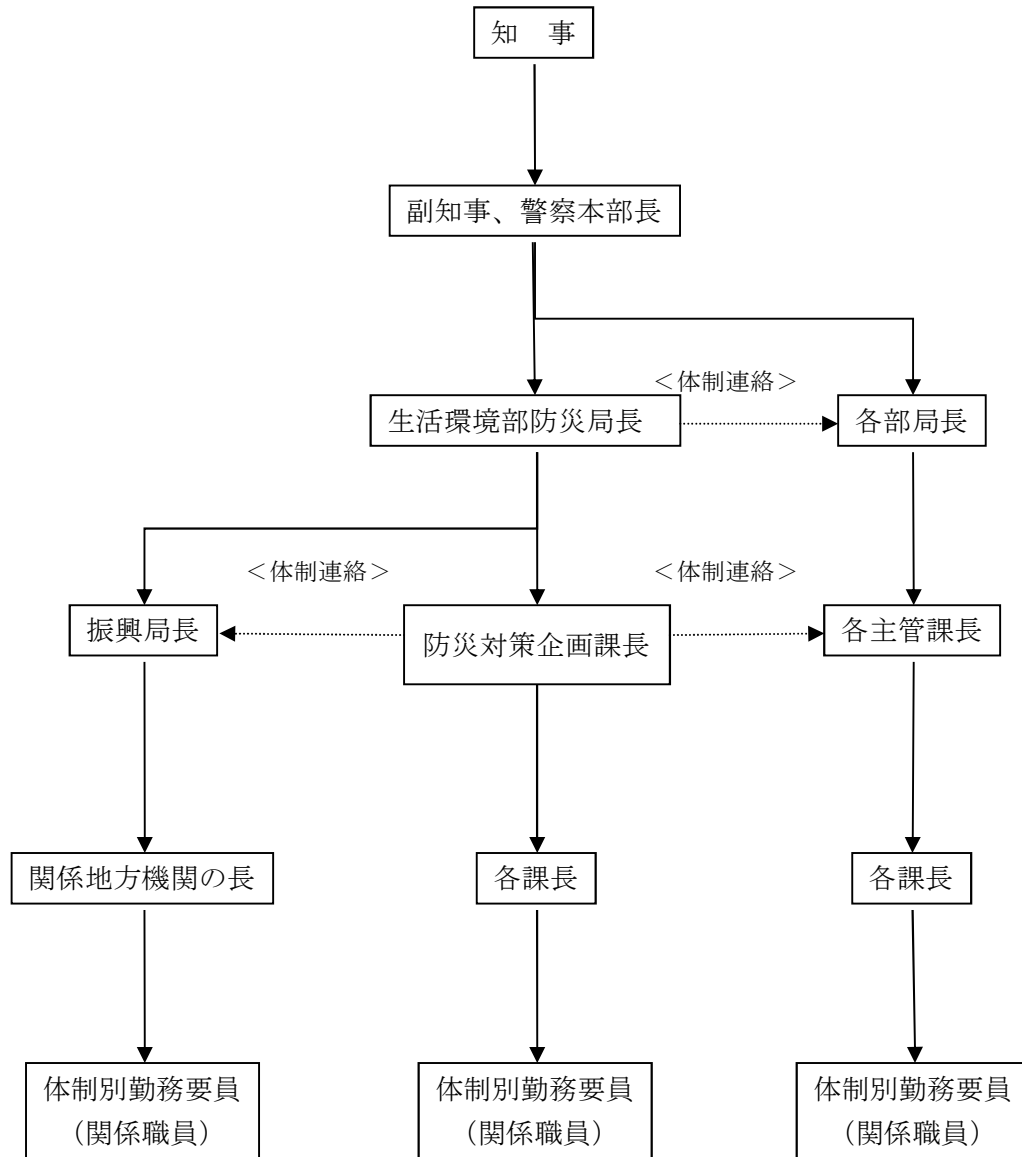 知　事
副知事、警察本部長
＜体制連絡＞
生活環境部防災局長
各部局長
＜体制連絡＞
＜体制連絡＞
振興局長
防災対策企画課長
各主管課長
関係地方機関の長
各課長
各課長
体制別勤務要員
（関係職員）
体制別勤務要員
（関係職員）
体制別勤務要員
（関係職員）